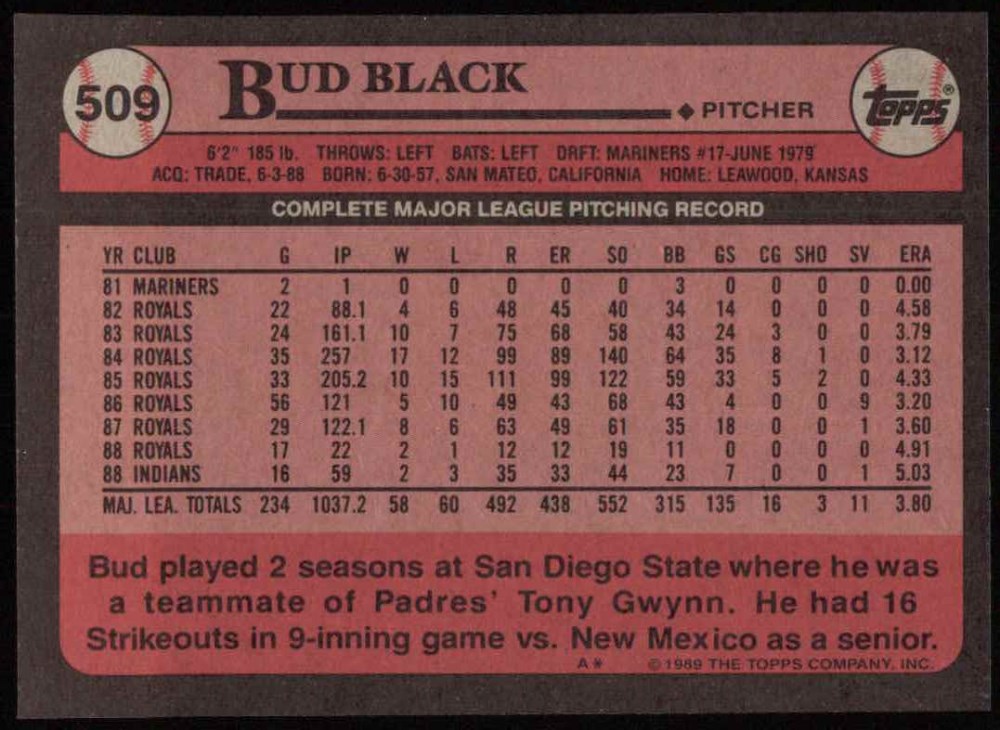 509
BUD BLACK
◆ PITCHER
TOPPS®
6'2" 185 lb. THROWS: LEFT BATS: LEFT DRFT: MARINERS #17-JUNE 1979
ACQ: TRADE, 6-3-88 BORN: 6-30-57, SAN MATEO, CALIFORNIA HOME: LEAWOOD, KANSAS
COMPLETE MAJOR LEAGUE PITCHING RECORD
YR CLUB G IP W L R ER SO BB GS CG SHO SV ERA
81 MARINERS 2 1 0 0 0 0 0 3 0 0 0 0 0.00
82 ROYALS 22 88.1 4 6 48 45 40 34 14 0 0 0 4.58
83 ROYALS 24 161.1 10 7 75 68 58 43 24 3 0 0 3.79
84 ROYALS 35 257 17 12 99 89 140 64 35 8 1 0 3.12
85 ROYALS 33 205.2 10 15 111 99 122 59 33 5 2 0 4.33
86 ROYALS 56 121 5 10 49 43 68 43 4 0 0 9 3.20
87 ROYALS 29 122.1 8 6 63 49 61 35 18 0 0 1 3.60
88 ROYALS 17 22 2 1 12 12 19 11 0 0 0 0 4.91
88 INDIANS 16 59 2 3 35 33 44 23 7 0 0 1 5.03
MAJ. LEA. TOTALS 234 1037.2 58 60 492 438 552 315 135 16 3 11 3.80
Bud played 2 seasons at San Diego State where he was
a teammate of Padres' Tony Gwynn. He had 16
Strikeouts in 9-inning game vs. New Mexico as a senior.
A* ©1989 THE TOPPS COMPANY, INC.